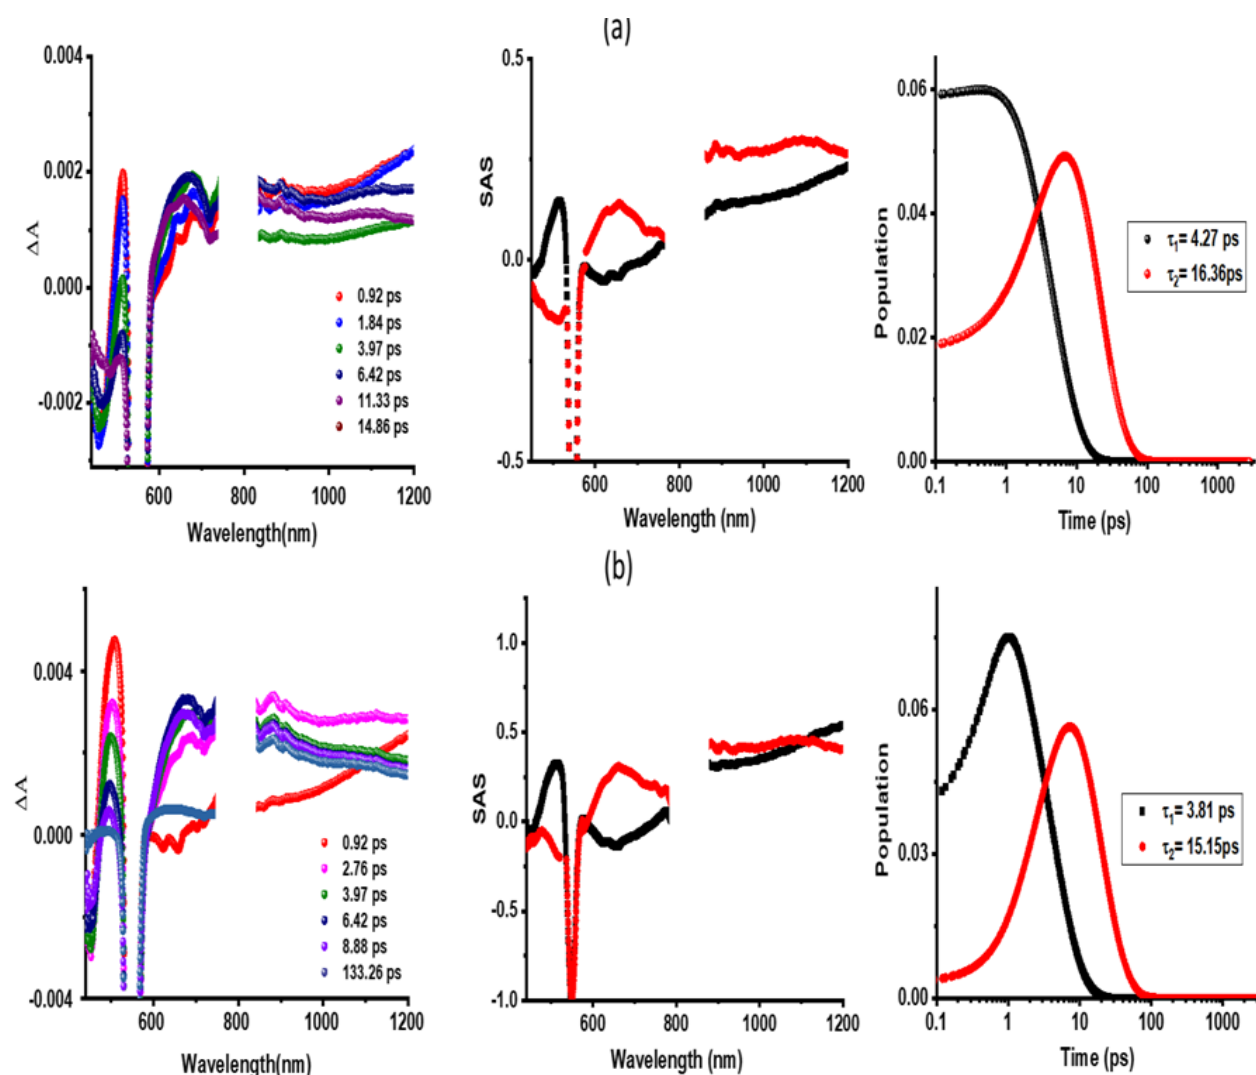 (a)
0.004
0.002
0.000
-0.002
ΔA
600
800
1000
1200
Wavelength(nm)
0.92 ps
1.84 ps
3.97 ps
6.42 ps
11.33 ps
14.86 ps
0.5
0.0
-0.5
SAS
600
800
1000
1200
Wavelength (nm)
0.06
0.04
0.02
0.00
Population
0.1
1
10
100
1000
Time (ps)
τ1= 4.27 ps
τ2= 16.36ps
(b)
0.004
0.000
-0.004
ΔA
600
800
1000
1200
Wavelength(nm)
0.92 ps
2.76 ps
3.97 ps
6.42 ps
8.88 ps
133.26 ps
1.0
0.5
0.0
-0.5
-1.0
SAS
600
800
1000
1200
Wavelength (nm)
0.06
0.03
0.00
Population
0.1
1
10
100
1000
Time (ps)
τ1= 3.81 ps
τ2= 15.15ps